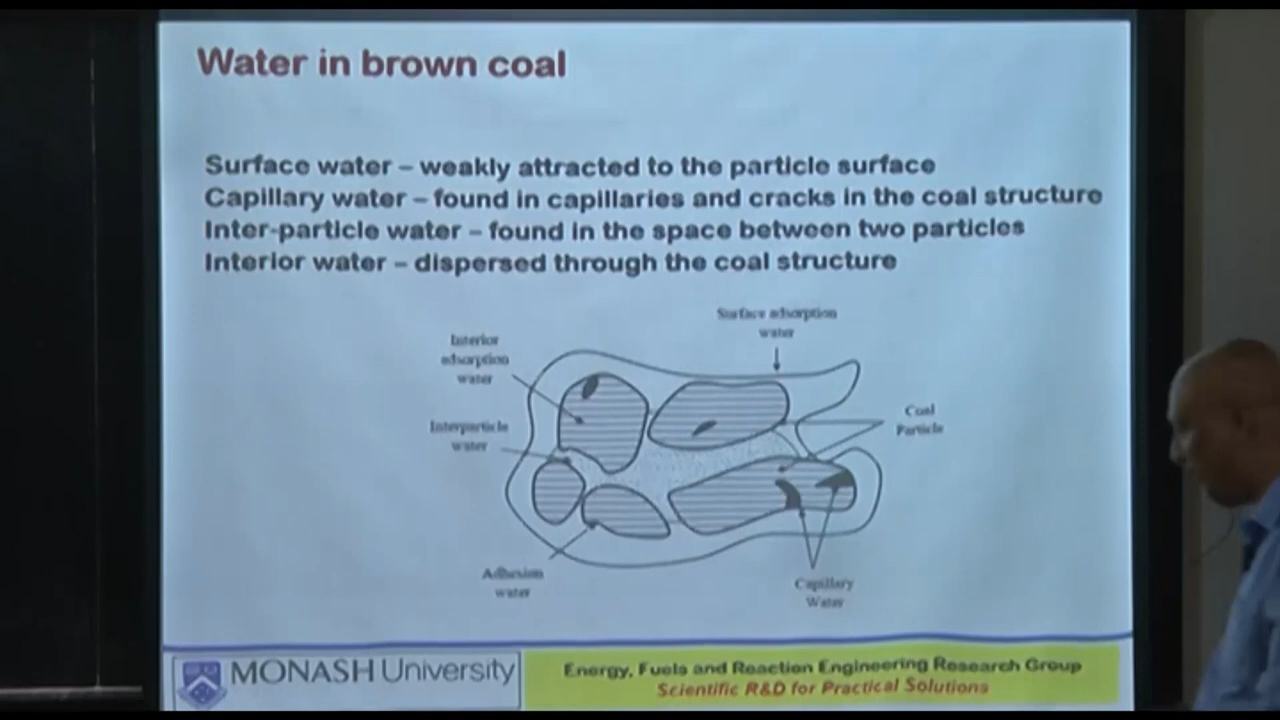 Water in brown coal
Surface water – weakly attracted to the particle surface
Capillary water – found in capillaries and cracks in the coal structure
Inter-particle water – found in the space between two particles
Interior water – dispersed through the coal structure
Surface adsorption
water
Interior
adsorption
water
Interparticle
water
Coal
Particle
Adhesion
water
Capillary
Water
MONASH University
Energy, Fuels and Reaction Engineering Research Group
Scientific R&D for Practical Solutions